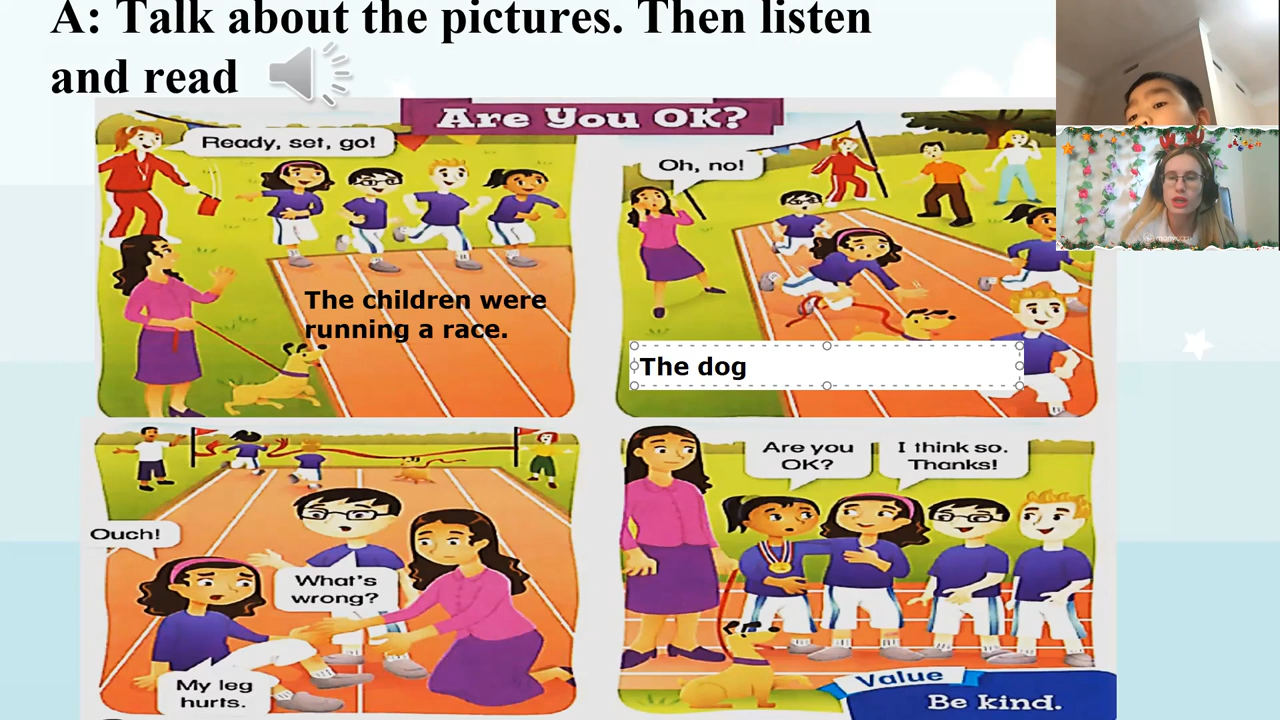 A: Talk about the pictures. Then listen
and read
Are You OK?
Ready, set, go!
The children were
running a race.
Oh, no!
The dog
Ouch!
What's
wrong?
My leg
hurts.
Are you
OK?
I think so.
Thanks!
Value
Be kind.